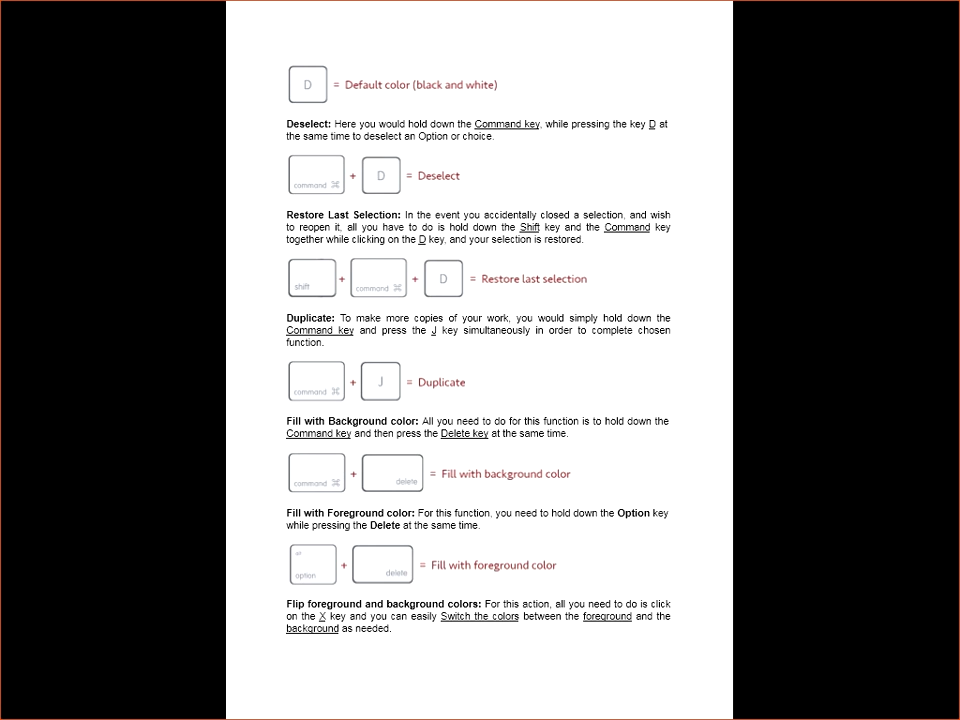 D = Default color (black and white)
Deselect: Here you would hold down the Command key, while pressing the key D at
the same time to deselect an Option or choice.
command ⌘ + D = Deselect
Restore Last Selection: In the event you accidentally closed a selection, and wish
to reopen it, all you have to do is hold down the Shift key and the Command key
together while clicking on the D key, and your selection is restored.
shift + command ⌘ + D = Restore last selection
Duplicate: To make more copies of your work, you would simply hold down the
Command key and press the J key simultaneously in order to complete chosen
function.
command ⌘ + J = Duplicate
Fill with Background color: All you need to do for this function is to hold down the
Command key and then press the Delete key at the same time.
command ⌘ + delete = Fill with background color
Fill with Foreground color: For this function, you need to hold down the Option key
while pressing the Delete at the same time.
alt
option + delete = Fill with foreground color
Flip foreground and background colors: For this action, all you need to do is click
on the X key and you can easily Switch the colors between the foreground and the
background as needed.